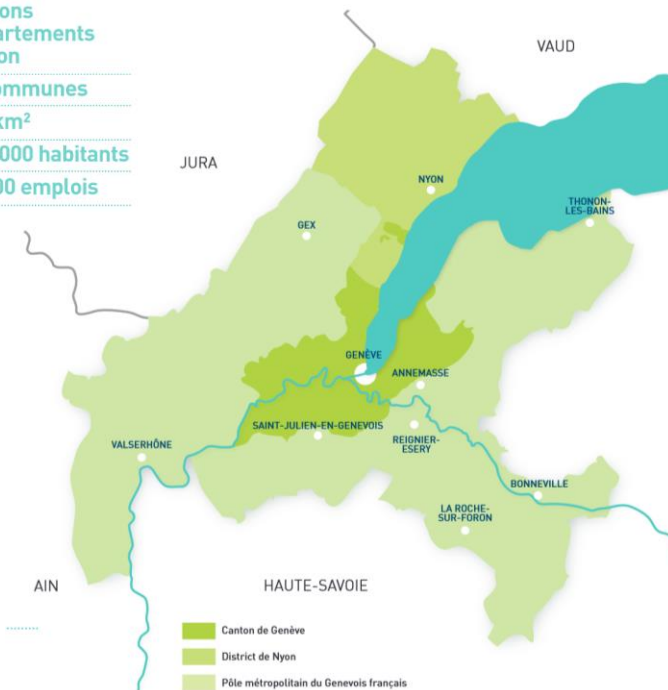 ons
artements
on
ommunes
km²
000 habitants
00 emplois
VAUD
JURA
NYON
THONON-
LES-BAINS
GEX
GENÈVE
ANNEMASSE
SAINT-JULIEN-EN-GENEVOIS
REIGNIER-
ESERY
VALSERHÔNE
BONNEVILLE
LA ROCHE-
SUR-FORON
AIN
HAUTE-SAVOIE
Canton de Genève
District de Nyon
Pôle métropolitain du Genevois français